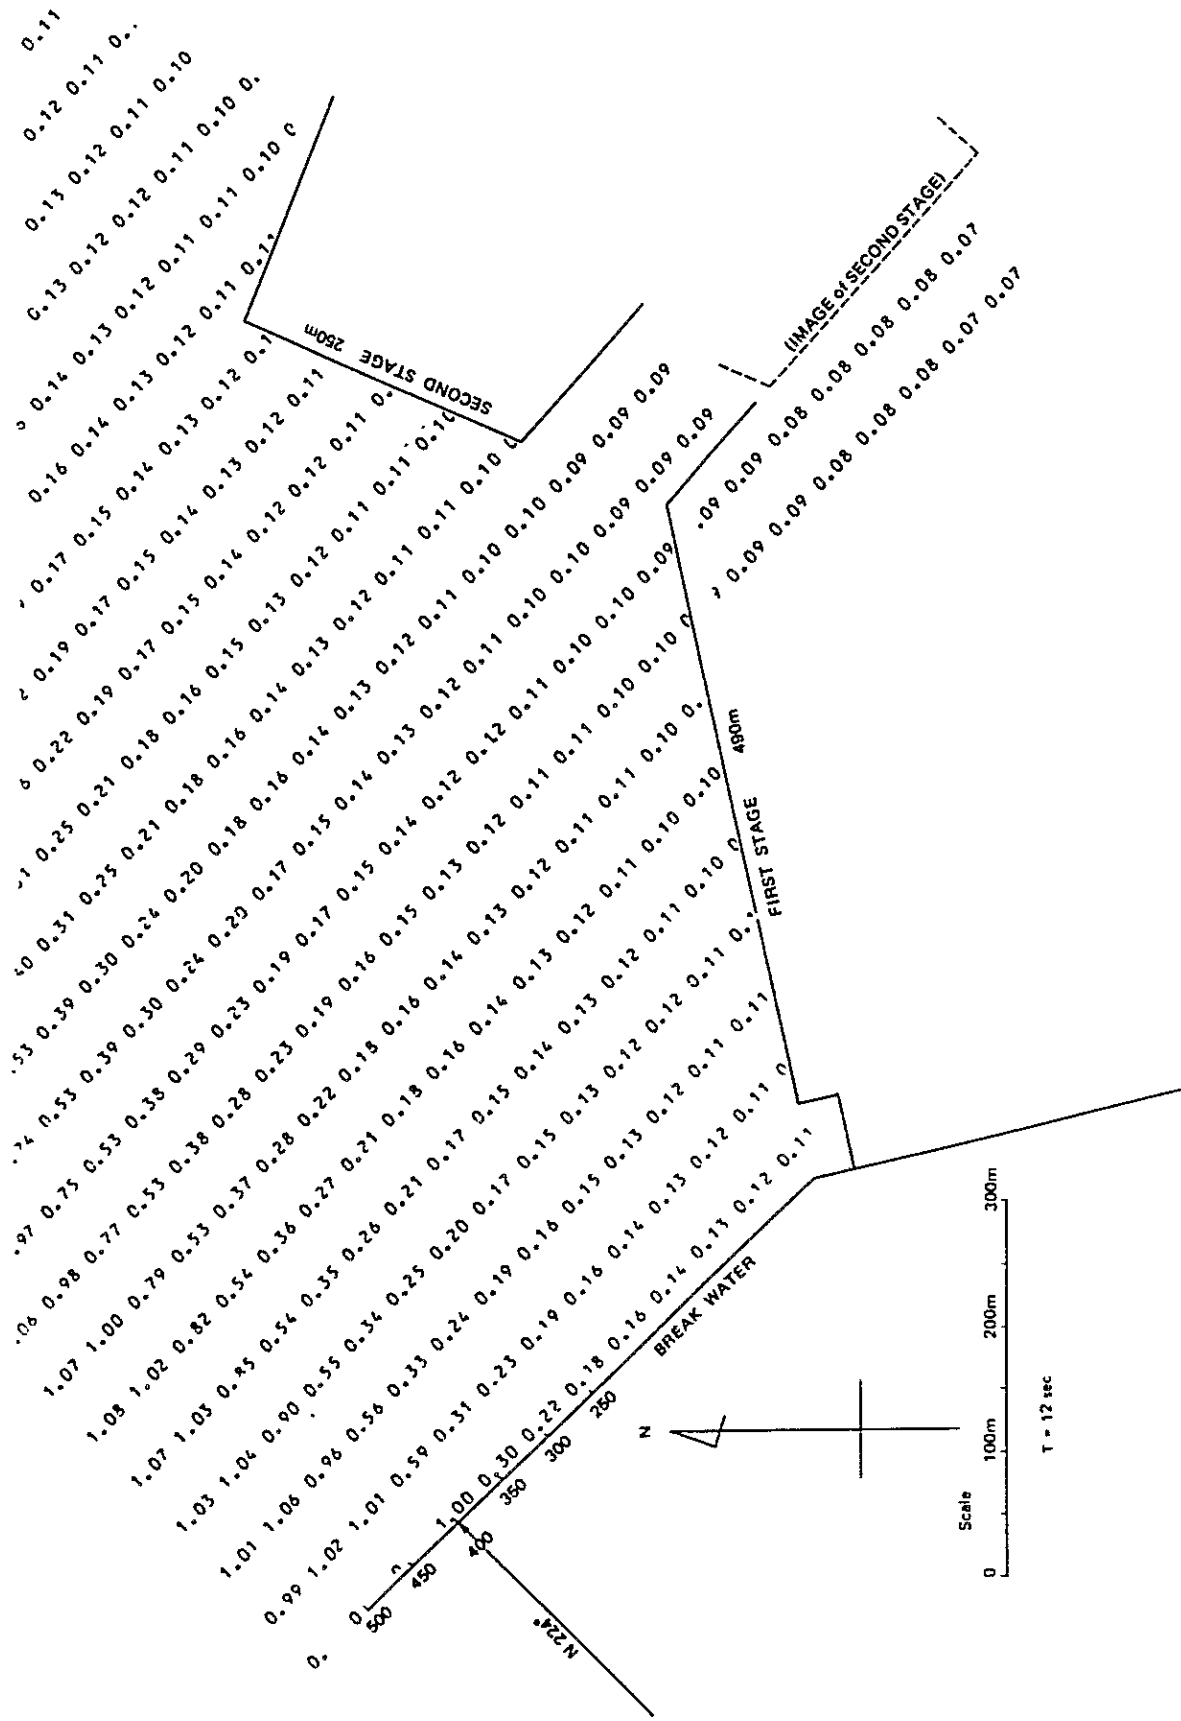 0.11
0.12 0.11 0.
0.13 0.12 0.11 0.10
0.13 0.12 0.12 0.11 0.10 0.
0.14 0.13 0.12 0.11 0.11 0.10
0.16 0.14 0.13 0.12 0.11 0.11
0.17 0.15 0.14 0.13 0.12 0.1
0.19 0.17 0.15 0.14 0.13 0.12 0.11
0.22 0.19 0.17 0.15 0.14 0.12 0.12 0.11 0.
0.25 0.21 0.18 0.16 0.15 0.13 0.12 0.11 0.11 0.10
40 0.31 0.25 0.21 0.18 0.16 0.14 0.13 0.12 0.11 0.11 0.10
.53 0.39 0.30 0.24 0.20 0.18 0.16 0.14 0.13 0.12 0.11 0.10 0.10 0.09 0.09 0.09
.74 0.53 0.39 0.30 0.24 0.20 0.17 0.15 0.14 0.13 0.12 0.11 0.10 0.10 0.09 0.09 0.09
.97 0.75 0.53 0.38 0.29 0.23 0.19 0.17 0.15 0.14 0.12 0.12 0.11 0.10 0.10 0.09
.09 0.09 0.08 0.08 0.08 0.08 0.07
.06 0.98 0.77 0.53 0.38 0.28 0.23 0.19 0.16 0.15 0.13 0.12 0.11 0.11 0.10 0.10
0.09 0.09 0.08 0.08 0.08 0.07 0.07
1.07 1.00 0.79 0.53 0.37 0.28 0.22 0.18 0.16 0.14 0.13 0.12 0.11 0.11 0.10 0.
1.08 1.02 0.82 0.54 0.36 0.27 0.21 0.18 0.16 0.14 0.13 0.12 0.11 0.10 0.10
1.07 1.03 0.85 0.54 0.35 0.26 0.21 0.17 0.15 0.14 0.13 0.12 0.11 0.10
1.03 1.04 0.90 0.55 0.34 0.25 0.20 0.17 0.15 0.13 0.12 0.12 0.11
1.01 1.06 0.96 0.56 0.33 0.24 0.19 0.16 0.15 0.13 0.12 0.11 0.11
0.99 1.02 1.01 0.59 0.31 0.23 0.19 0.16 0.14 0.13 0.12 0.11
0.
1.00 0.30 0.22 0.18 0.16 0.14 0.13 0.12 0.11
SECOND STAGE 250m
(IMAGE of SECOND STAGE)
FIRST STAGE 490m
BREAK WATER
500
450
400
350
300
250
N 224°
N
Scale
0 100m 200m 300m
T = 12 sec